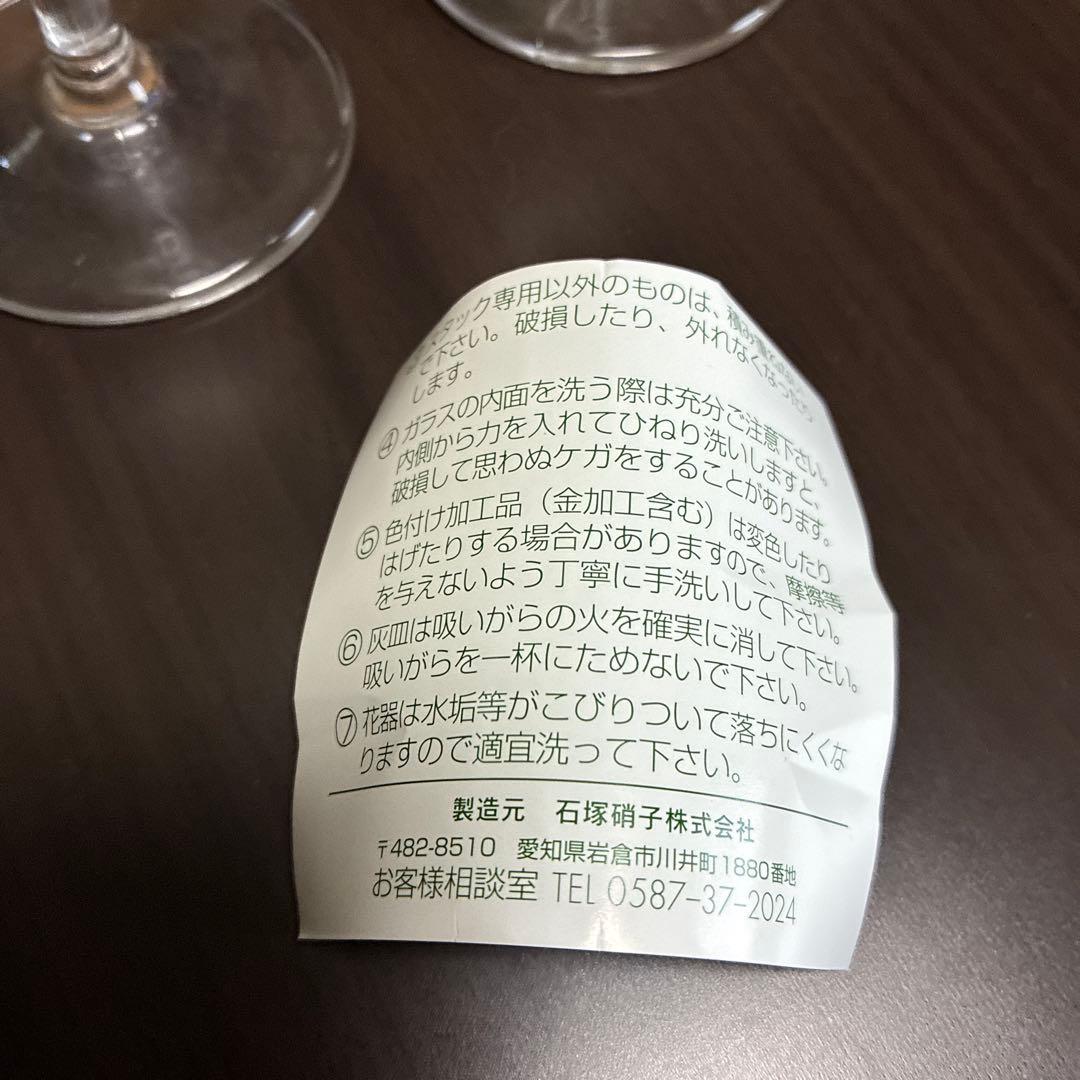 スタック専用以外のものは、積み重ねない
で下さい。破損したり、外れなくなったり
します。
④ ガラスの内面を洗う際は充分ご注意下さい。
内側から力を入れてひねり洗いしますと、
破損して思わぬケガをすることがあります。
⑤ 色付け加工品（金加工含む）は変色したり
はげたりする場合がありますので、摩擦等
を与えないよう丁寧に手洗いして下さい。
⑥ 灰皿は吸いがらの火を確実に消して下さい。
吸いがらを一杯にためないで下さい。
⑦ 花器は水垢等がこびりついて落ちにくくな
りますので適宜洗って下さい。
製造元 石塚硝子株式会社
〒482-8510 愛知県岩倉市川井町1880番地
お客様相談室 TEL 0587-37-2024